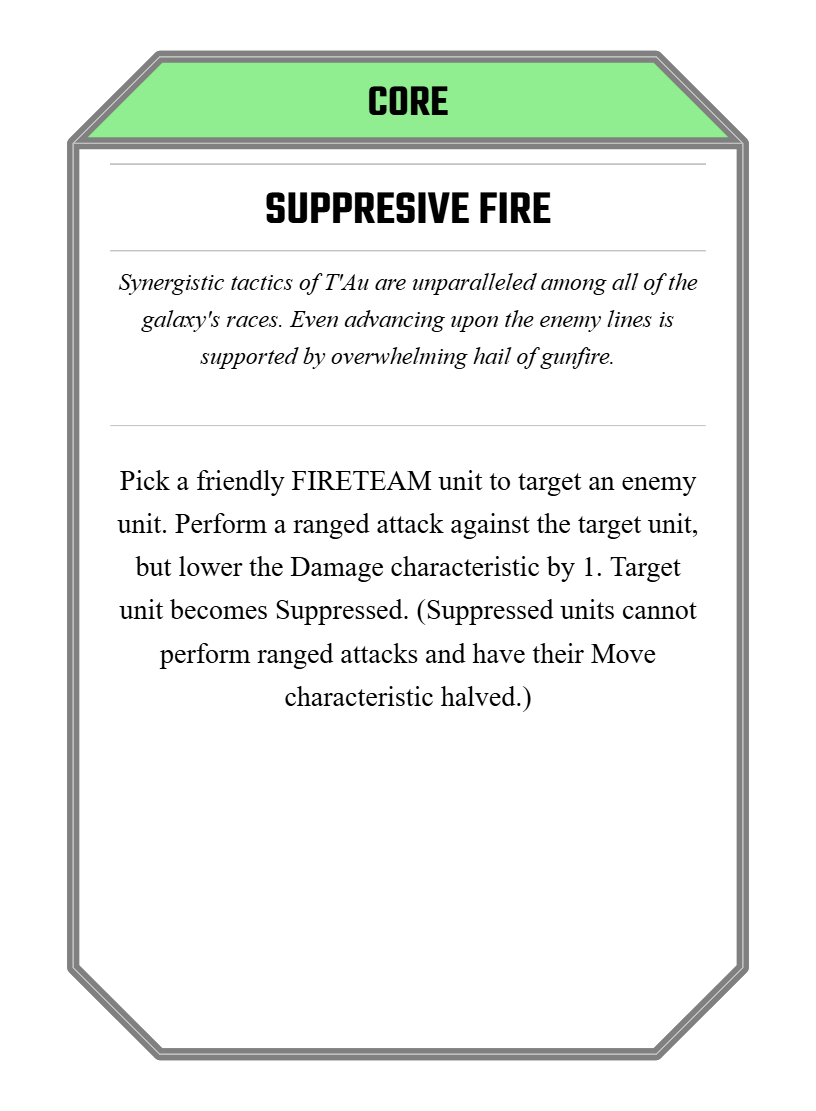 CORE
SUPPRESIVE FIRE
Synergistic tactics of T'Au are unparalleled among all of the
galaxy's races. Even advancing upon the enemy lines is
supported by overwhelming hail of gunfire.
Pick a friendly FIRETEAM unit to target an enemy
unit. Perform a ranged attack against the target unit,
but lower the Damage characteristic by 1. Target
unit becomes Suppressed. (Suppressed units cannot
perform ranged attacks and have their Move
characteristic halved.)